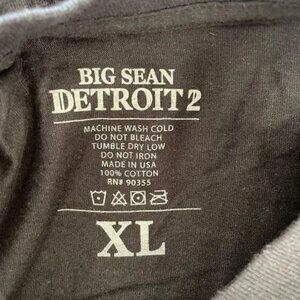 BIG SEAN
DETROIT 2
MACHINE WASH COLD
DO NOT BLEACH
TUMBLE DRY LOW
DO NOT IRON
MADE IN USA
100% COTTON
RN# 90355
XL